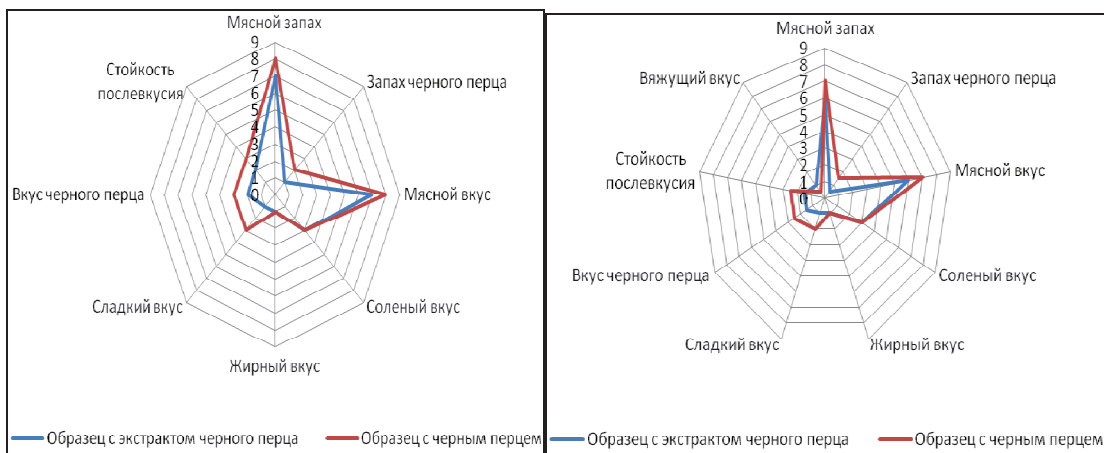 Мясной запах
9
8
7
6
5
4
3
2
1
0
Запах черного перца
Мясной вкус
Соленый вкус
Жирный вкус
Сладкий вкус
Вкус черного перца
Стойкость
послевкусия
Образец с экстрактом черного перца
Образец с черным перцем
Мясной запах
9
8
7
6
5
4
3
2
1
0
Запах черного перца
Мясной вкус
Соленый вкус
Жирный вкус
Сладкий вкус
Вкус черного перца
Стойкость
послевкусия
Вяжущий вкус
Образец с экстрактом черного перца
Образец с черным перцем